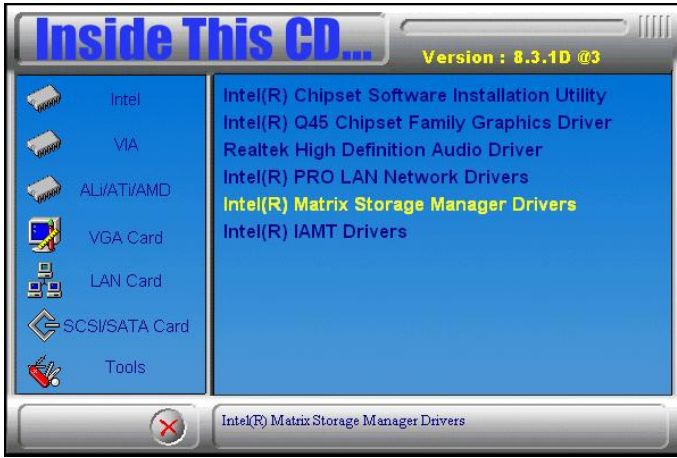 Inside This CD...
Version : 8.3.1D @3
Intel
VIA
ALi/ATi/AMD
VGA Card
LAN Card
SCSI/SATA Card
Tools
Intel(R) Chipset Software Installation Utility
Intel(R) Q45 Chipset Family Graphics Driver
Realtek High Definition Audio Driver
Intel(R) PRO LAN Network Drivers
Intel(R) Matrix Storage Manager Drivers
Intel(R) IAMT Drivers
Intel(R) Matrix Storage Manager Drivers